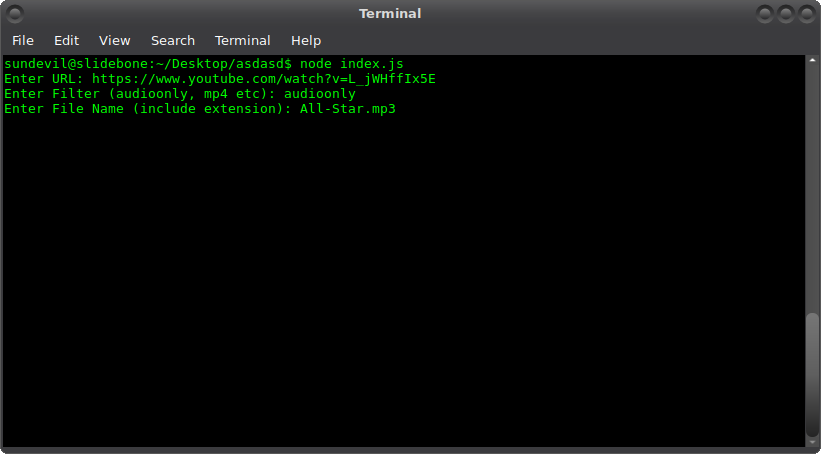 Terminal
File Edit View Search Terminal Help
sundevil@slidebone:~/Desktop/asdasd$ node index.js
Enter URL: https://www.youtube.com/watch?v=L_jWHffIx5E
Enter Filter (audioonly, mp4 etc): audioonly
Enter File Name (include extension): All-Star.mp3